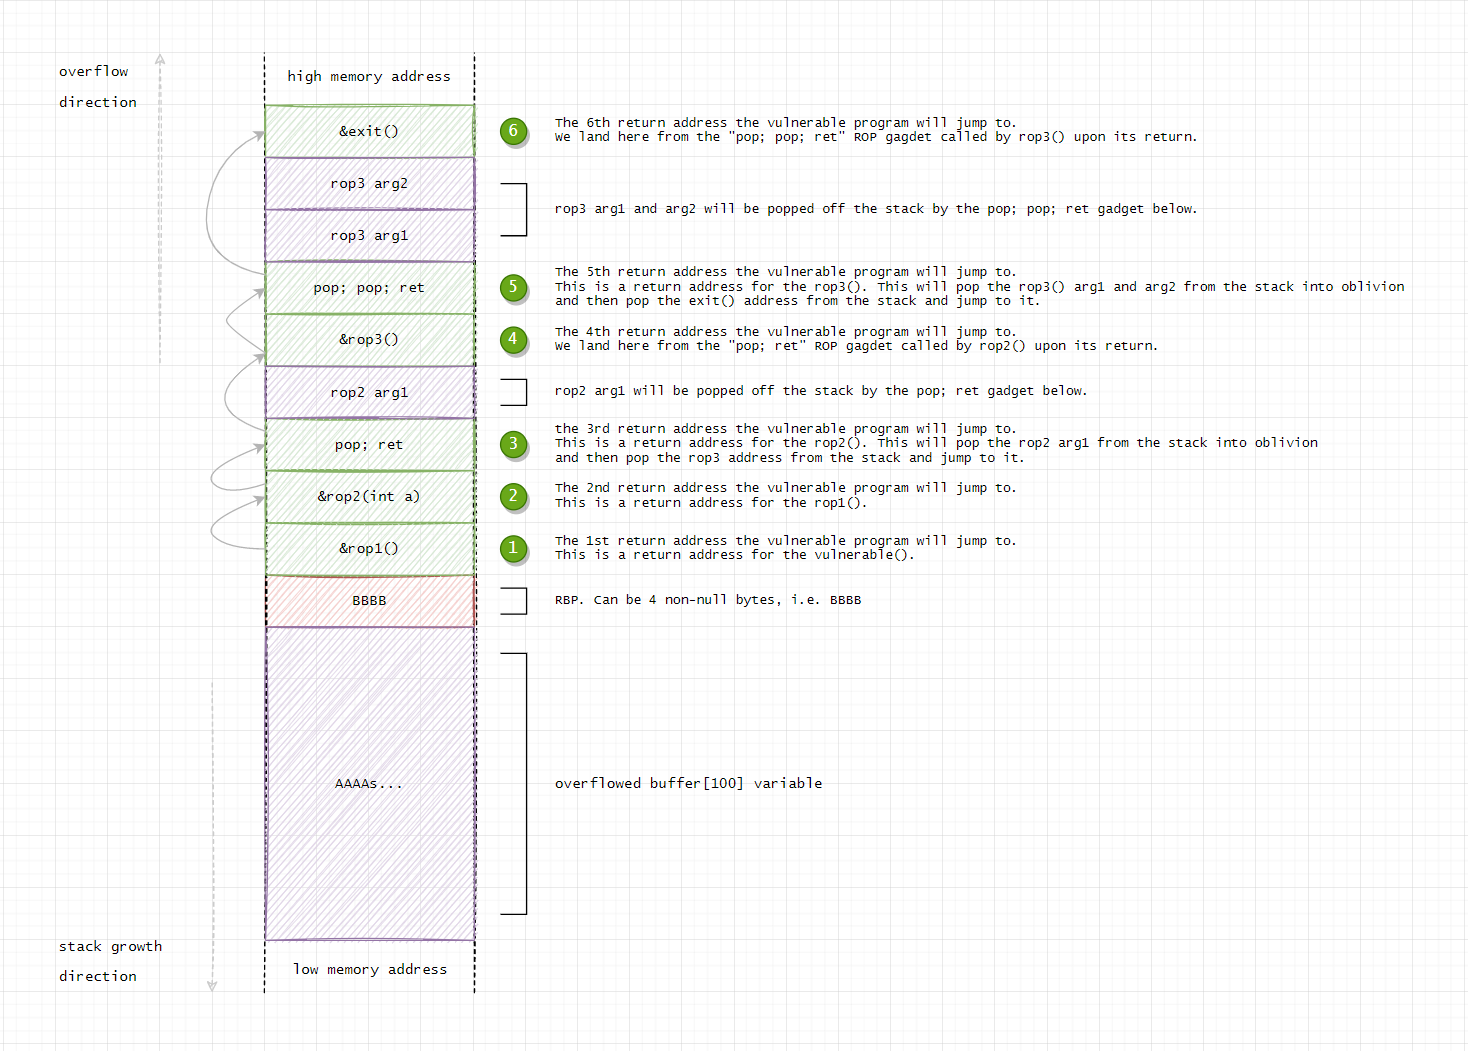 overflow
direction
high memory address
&exit()
6
The 6th return address the vulnerable program will jump to.
We land here from the "pop; pop; ret" ROP gagdet called by rop3() upon its return.
rop3 arg2
rop3 arg1
rop3 arg1 and arg2 will be popped off the stack by the pop; pop; ret gadget below.
pop; pop; ret
5
The 5th return address the vulnerable program will jump to.
This is a return address for the rop3(). This will pop the rop3() arg1 and arg2 from the stack into oblivion
and then pop the exit() address from the stack and jump to it.
&rop3()
4
The 4th return address the vulnerable program will jump to.
We land here from the "pop; ret" ROP gagdet called by rop2() upon its return.
rop2 arg1
rop2 arg1 will be popped off the stack by the pop; ret gadget below.
pop; ret
3
the 3rd return address the vulnerable program will jump to.
This is a return address for the rop2(). This will pop the rop2 arg1 from the stack into oblivion
and then pop the rop3 address from the stack and jump to it.
&rop2(int a)
2
The 2nd return address the vulnerable program will jump to.
This is a return address for the rop1().
&rop1()
1
The 1st return address the vulnerable program will jump to.
This is a return address for the vulnerable().
BBBB
RBP. Can be 4 non-null bytes, i.e. BBBB
AAAAs...
overflowed buffer[100] variable
stack growth
direction
low memory address